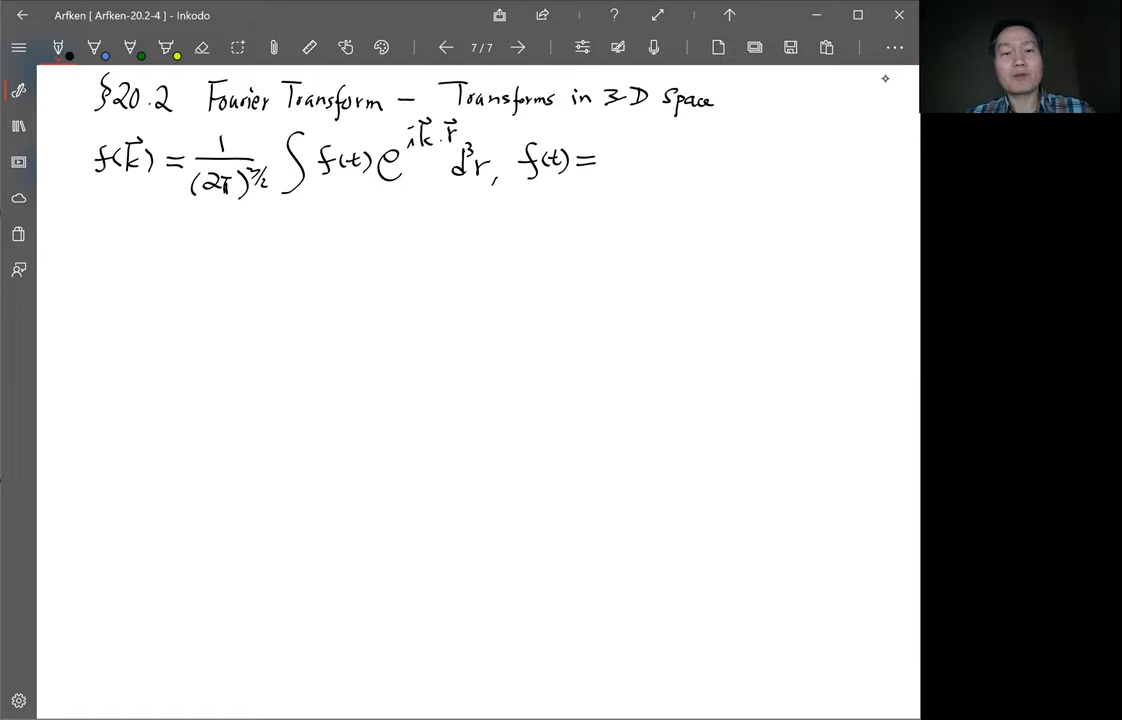 Arfken [ Arfken-20.2-4 ] - Inkodo
7/7
§20.2 Fourier Transform — Transforms in 3-D Space
f(k⃗) = 1/(2π)^{3/2} ∫ f(t) e^{ik⃗·r⃗} d³r, f(t) =